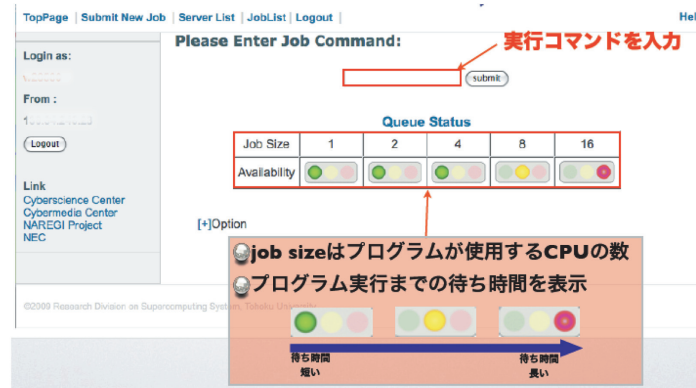 TopPage | Submit New Job | Server List | JobList | Logout |
Please Enter Job Command:
実行コマンドを入力
submit
Login as:
From :
Logout
Link
Cyberscience Center
Cybermedia Center
NAREGI Project
NEC
Queue Status
Job Size 1 2 4 8 16
Availability
[+]Option
job sizeはプログラムが使用するCPUの数
プログラム実行までの待ち時間を表示
待ち時間
短い
待ち時間
長い
©2009 Research Division on Supercomputing System, Tohoku University